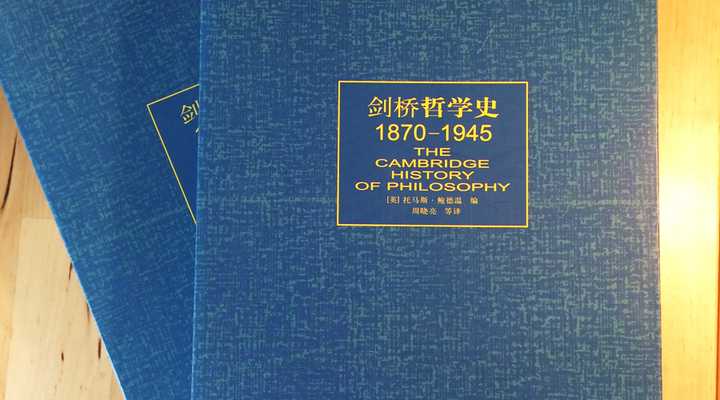 剑桥哲学史
1870-1945
THE
CAMBRIDGE
HISTORY
OF PHILOSOPHY
[英] 托马斯·鲍德温 编
周晓亮 等译
剑